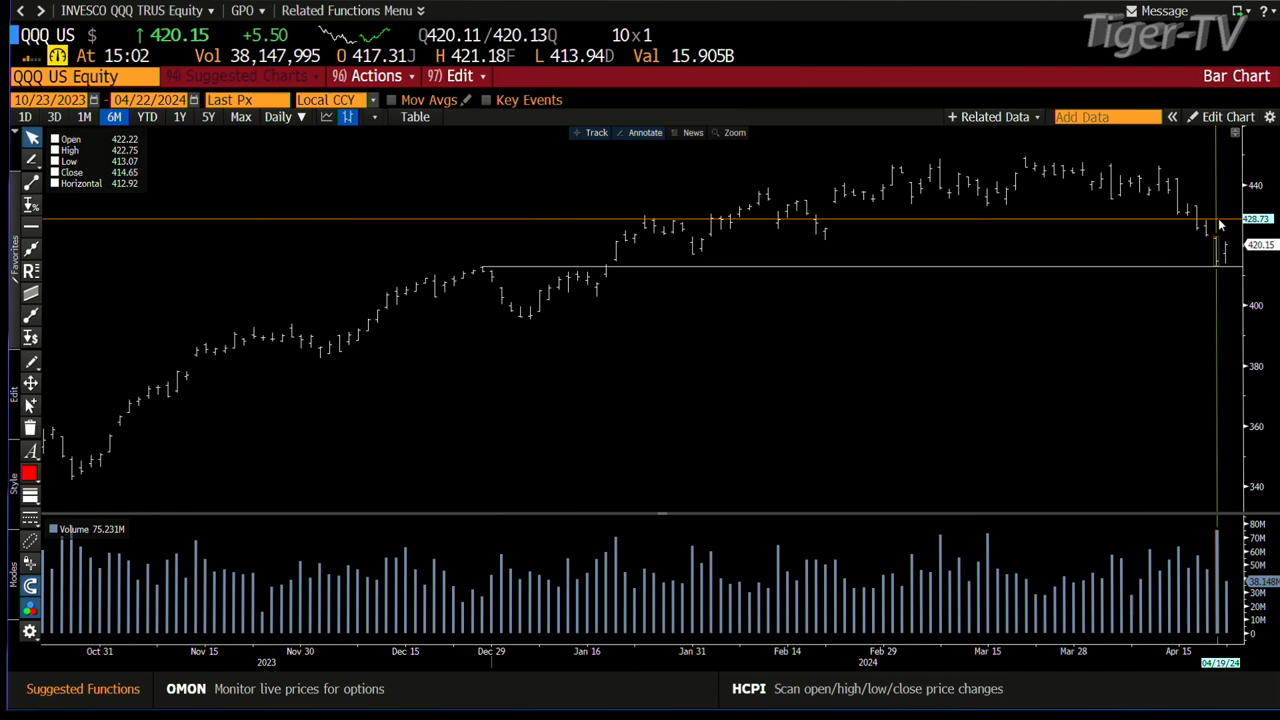 INVESCO QQQ TRUS Equity GPO Related Functions Menu Message ?
QQQ US $ ↑ 420.15 +5.50 Q420.11/420.13Q 10x1
Tiger-TV
At 15:02 Vol 38,147,995 O 417.31J H 421.18F L 413.94D Val 15.905B
QQQ US Equity 94) Suggested Charts 96) Actions 97) Edit Bar Chart
10/23/2023 - 04/22/2024 Last Px Local CCY Mov Avgs Key Events
1D 3D 1M 6M YTD 1Y 5Y Max Daily ▼ Table + Related Data Add Data « Edit Chart
Track Annotate News Zoom
Open 422.22
High 422.75
Low 413.07
Close 414.65
Horizontal 412.92
440
428.73
420.15
400
380
360
340
Favorites
Edit
Style
Modes
Volume 75.231M
80M
70M
60M
50M
38.148M
30M
20M
10M
0
Oct 31 Nov 15 Nov 30 Dec 15 Dec 29 Jan 16 Jan 31 Feb 14 Feb 29 Mar 15 Mar 28 Apr 15
2023 2024 04/19/24
Suggested Functions OMON Monitor live prices for options HCPI Scan open/high/low/close price changes